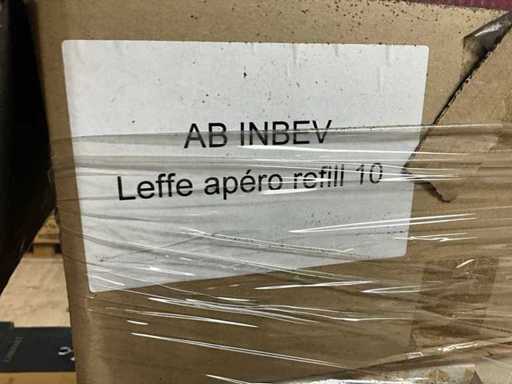 AB INBEV
Leffe apéro refill 10